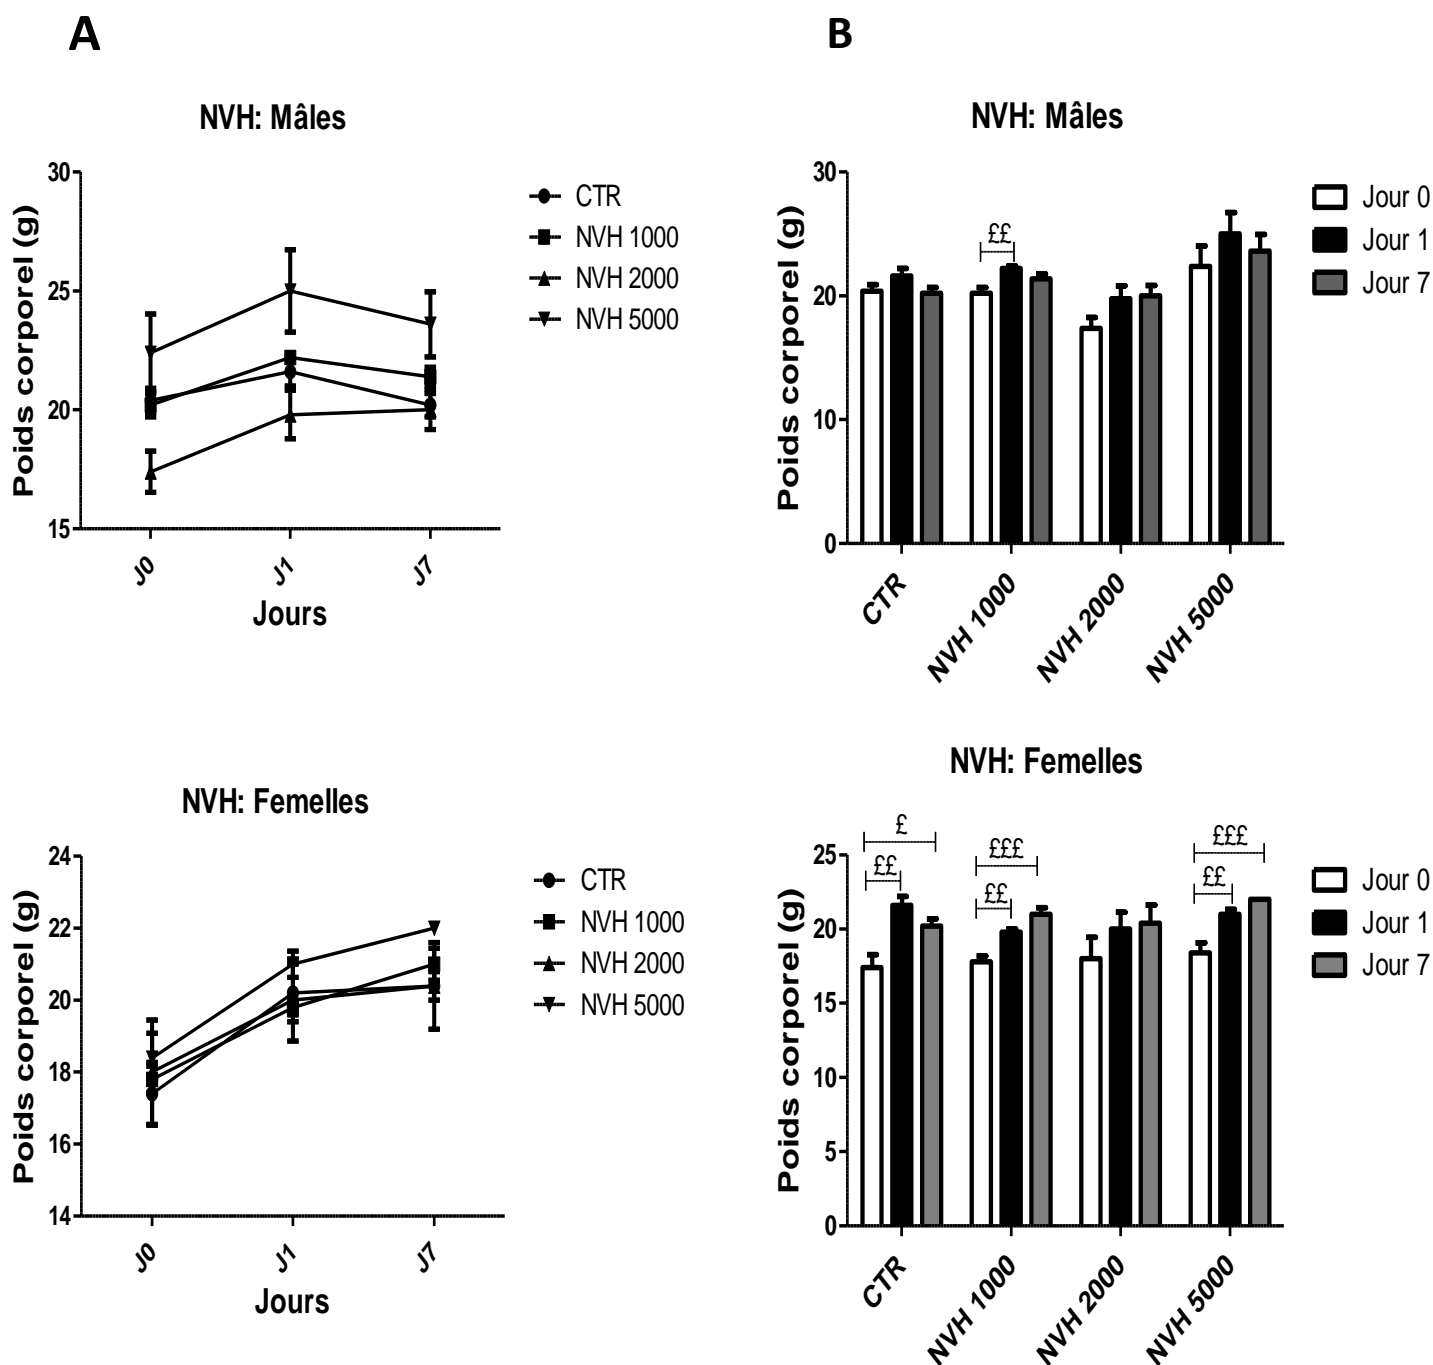 A
B
NVH: Mâles
Poids corporel (g)
30
25
20
15
J0
J1
J7
Jours
CTR
NVH 1000
NVH 2000
NVH 5000
NVH: Mâles
Poids corporel (g)
30
20
10
0
££
CTR
NVH 1000
NVH 2000
NVH 5000
Jour 0
Jour 1
Jour 7
NVH: Femelles
Poids corporel (g)
24
22
20
18
16
14
J0
J1
J7
Jours
CTR
NVH 1000
NVH 2000
NVH 5000
NVH: Femelles
Poids corporel (g)
25
20
15
10
5
0
£
££
£££
££
£££
££
CTR
NVH 1000
NVH 2000
NVH 5000
Jour 0
Jour 1
Jour 7